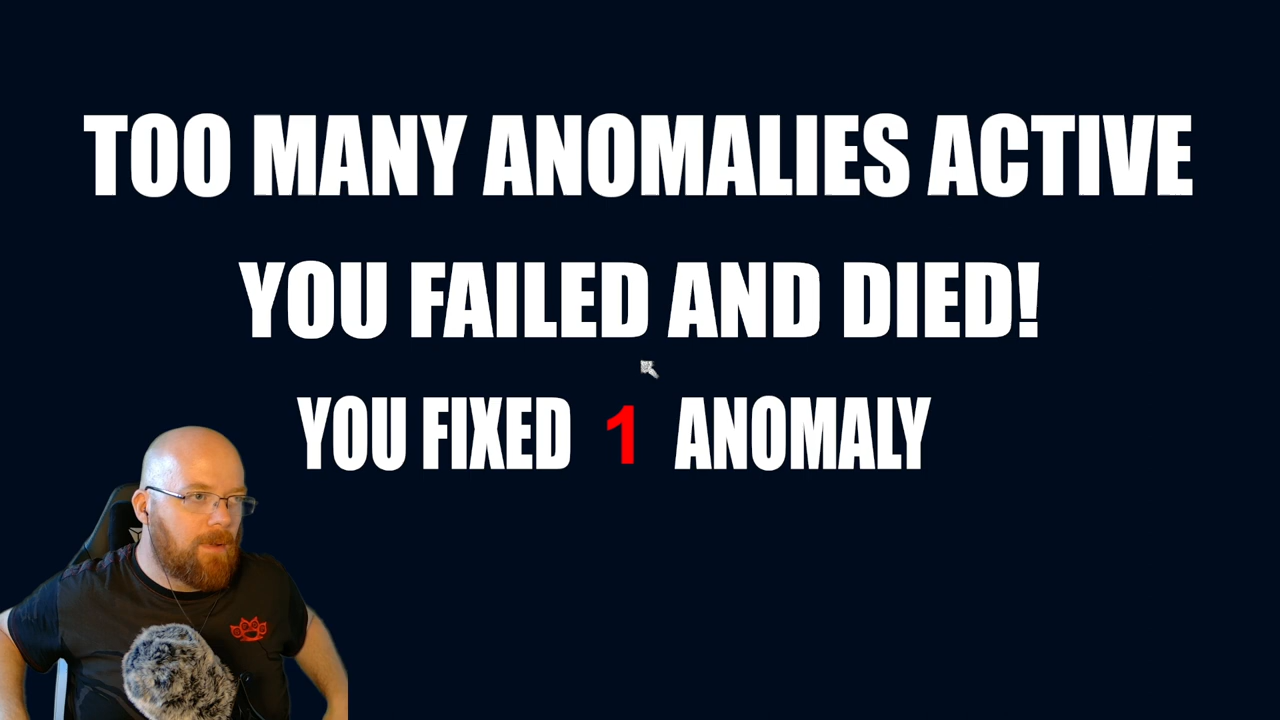 TOO MANY ANOMALIES ACTIVE
YOU FAILED AND DIED!
YOU FIXED 1 ANOMALY